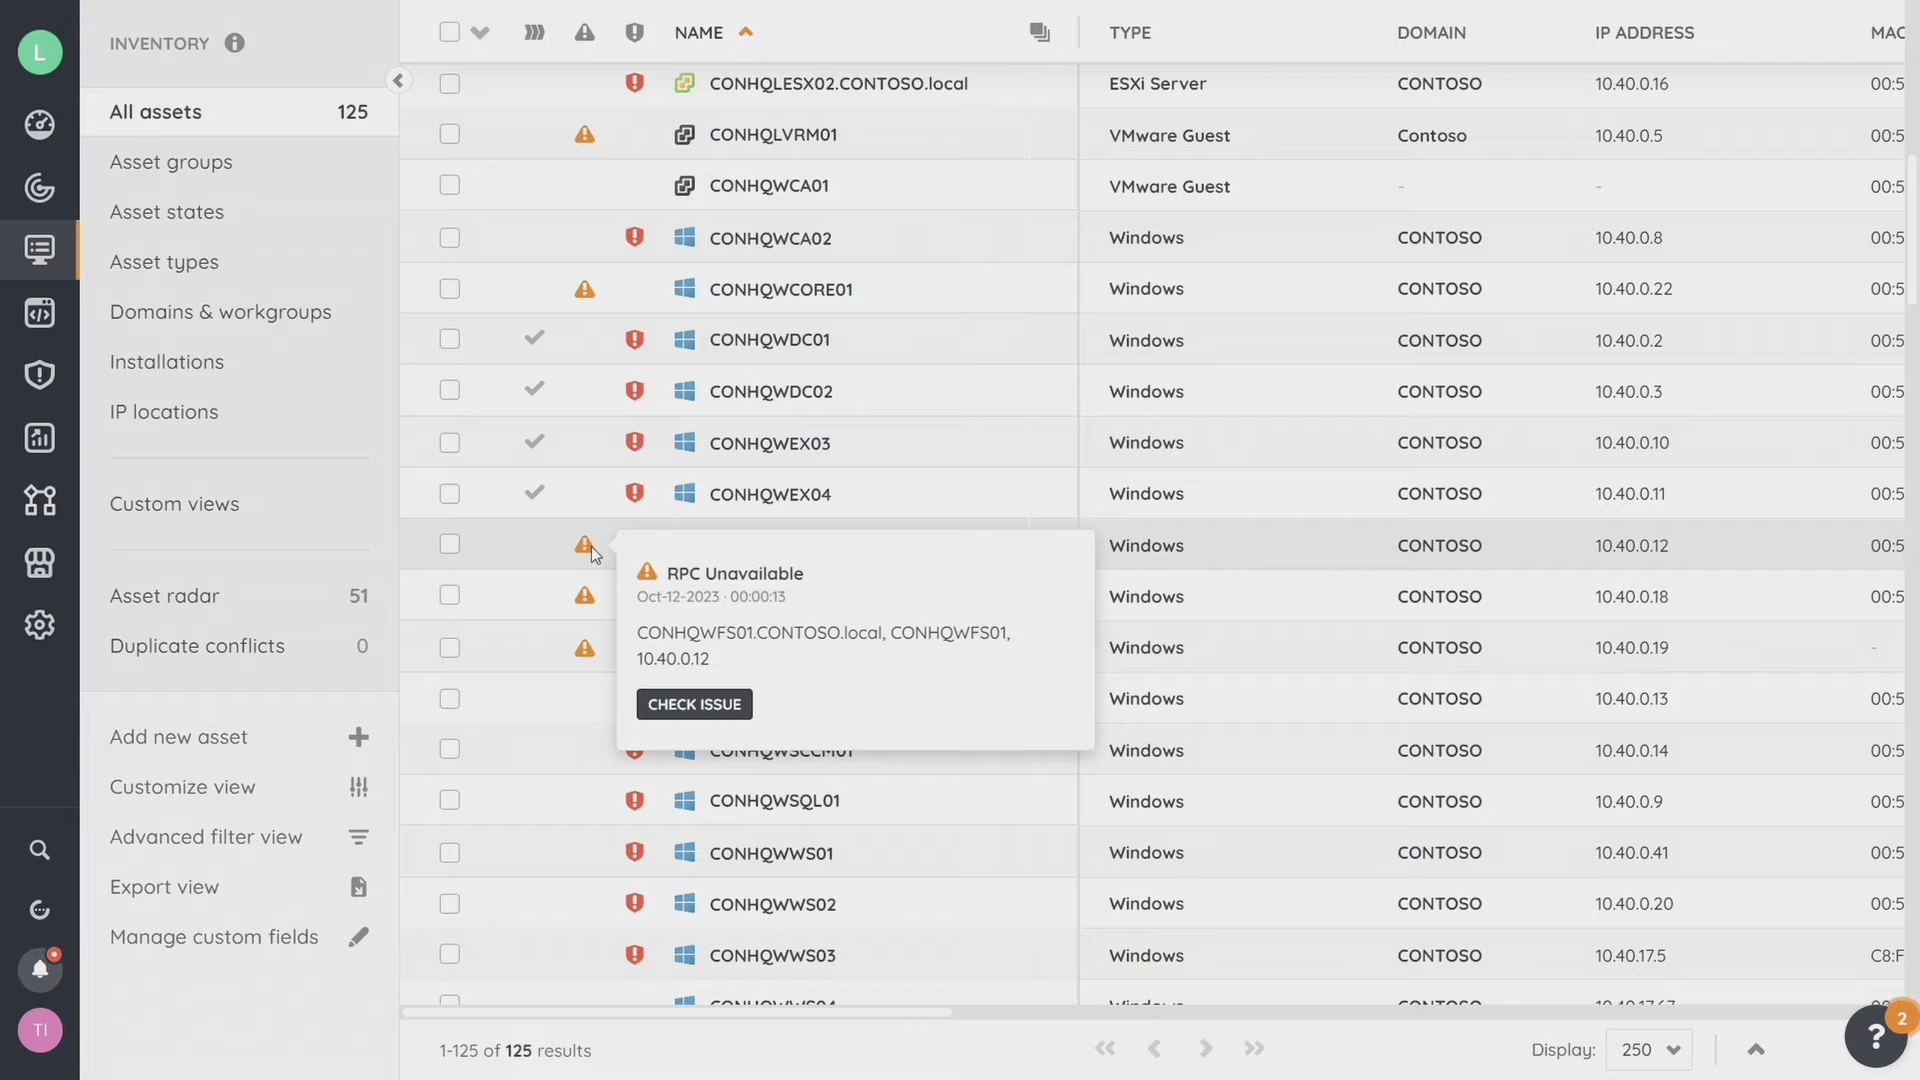 L
INVENTORY
All assets 125
Asset groups
Asset states
Asset types
Domains & workgroups
Installations
IP locations
Custom views
Asset radar 51
Duplicate conflicts 0
Add new asset
Customize view
Advanced filter view
Export view
Manage custom fields
TI
NAME TYPE DOMAIN IP ADDRESS MAC
CONHQLESX02.CONTOSO.local ESXi Server CONTOSO 10.40.0.16 00:5
CONHQLVRM01 VMware Guest Contoso 10.40.0.5 00:5
CONHQWCA01 VMware Guest - - 00:5
CONHQWCA02 Windows CONTOSO 10.40.0.8 00:5
CONHQWCORE01 Windows CONTOSO 10.40.0.22 00:5
CONHQWDC01 Windows CONTOSO 10.40.0.2 00:5
CONHQWDC02 Windows CONTOSO 10.40.0.3 00:5
CONHQWEX03 Windows CONTOSO 10.40.0.10 00:5
CONHQWEX04 Windows CONTOSO 10.40.0.11 00:5
Windows CONTOSO 10.40.0.12 00:5
Windows CONTOSO 10.40.0.18 00:5
Windows CONTOSO 10.40.0.19 -
Windows CONTOSO 10.40.0.13 00:5
CONHQWSCCM01 Windows CONTOSO 10.40.0.14 00:5
CONHQWSQL01 Windows CONTOSO 10.40.0.9 00:5
CONHQWWS01 Windows CONTOSO 10.40.0.41 00:5
CONHQWWS02 Windows CONTOSO 10.40.0.20 00:5
CONHQWWS03 Windows CONTOSO 10.40.17.5 C8:F
CONHQWWS04 Windows CONTOSO 10.40.17.67
RPC Unavailable
Oct-12-2023 · 00:00:13
CONHQWFS01.CONTOSO.local, CONHQWFS01,
10.40.0.12
CHECK ISSUE
1-125 of 125 results
Display: 250
? 2